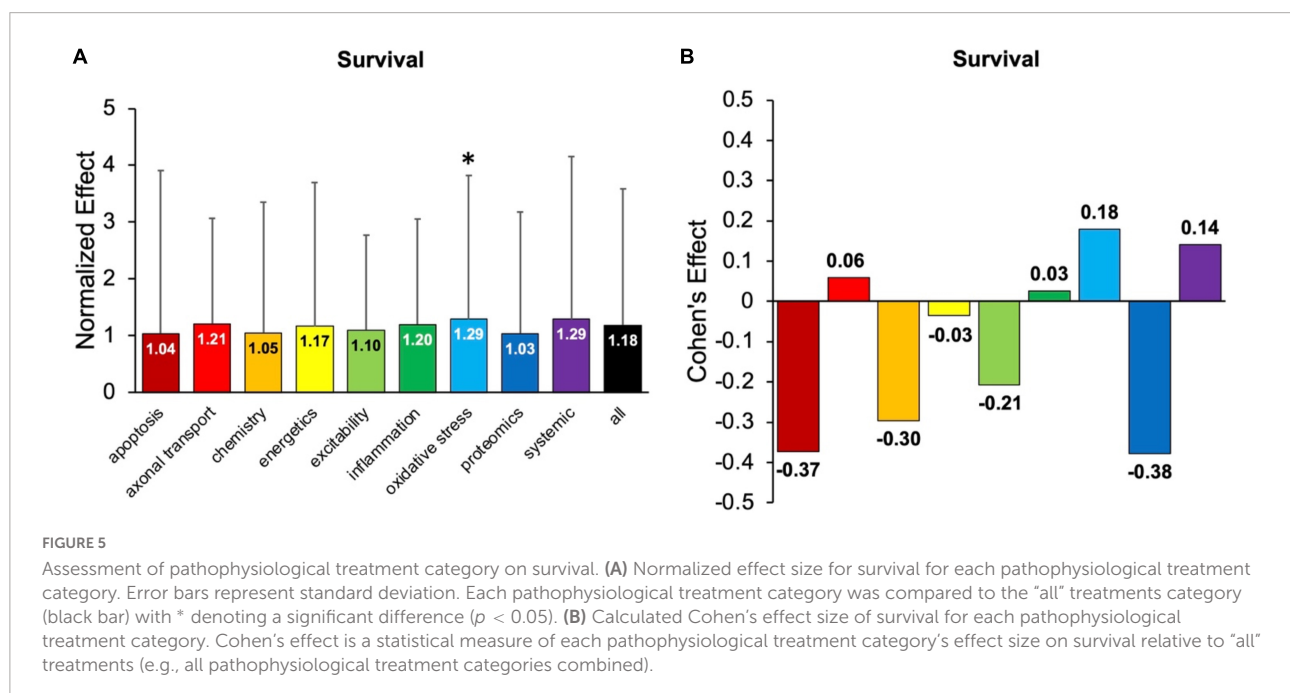 A
Survival
Normalized Effect
5
4
3
2
1
0
*
1.04
1.21
1.05
1.17
1.10
1.20
1.29
1.03
1.29
1.18
apoptosis
axonal transport
chemistry
energetics
excitability
inflammation
oxidative stress
proteomics
systemic
all
B
Survival
Cohen's Effect
0.5
0.4
0.3
0.2
0.1
0
-0.1
-0.2
-0.3
-0.4
-0.5
-0.37
0.06
-0.30
-0.03
-0.21
0.03
0.18
-0.38
0.14
FIGURE 5
Assessment of pathophysiological treatment category on survival. (A) Normalized effect size for survival for each pathophysiological treatment
category. Error bars represent standard deviation. Each pathophysiological treatment category was compared to the “all” treatments category
(black bar) with * denoting a significant difference (p < 0.05). (B) Calculated Cohen’s effect size of survival for each pathophysiological
treatment category. Cohen’s effect is a statistical measure of each pathophysiological treatment category’s effect size on survival relative to “all”
treatments (e.g., all pathophysiological treatment categories combined).